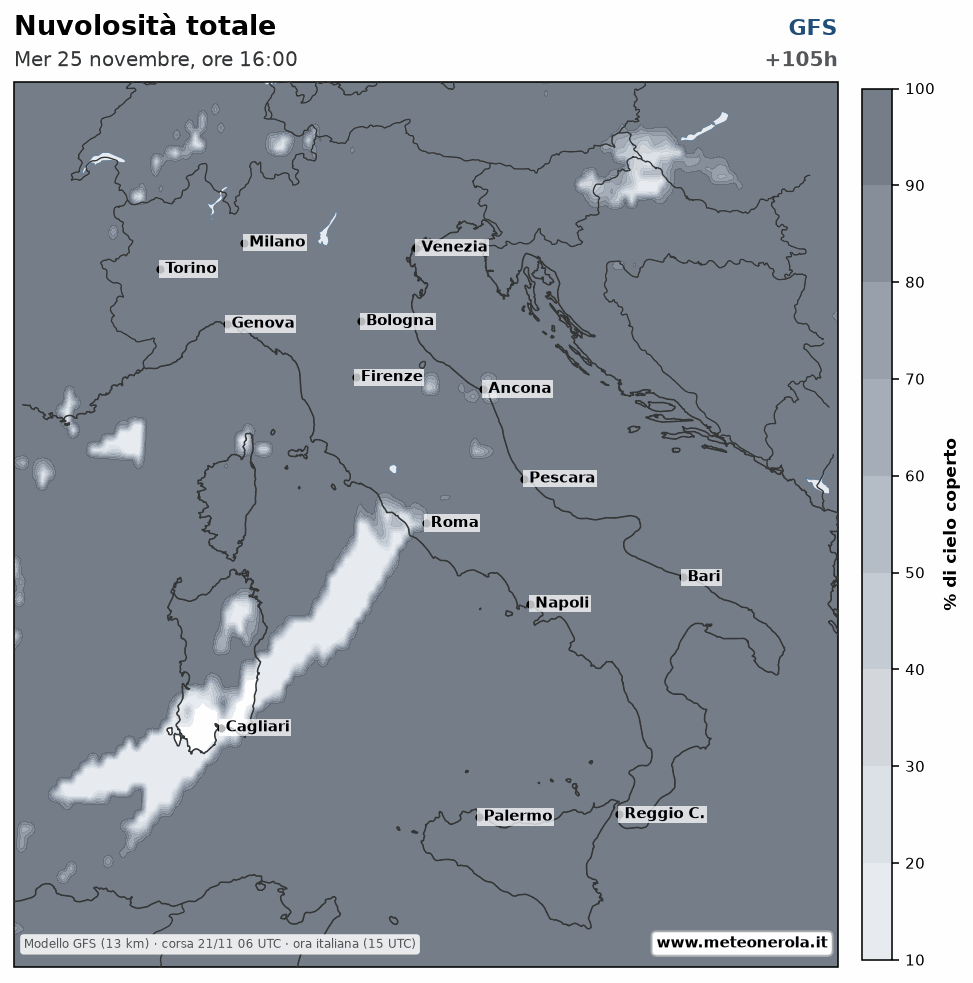 Nuvolosità totale
GFS
Mer 25 novembre, ore 16:00
+105h
Milano
Venezia
Torino
Genova
Bologna
Firenze
Ancona
Pescara
Roma
Bari
Napoli
Cagliari
Palermo
Reggio C.
100
90
80
70
60
50
40
30
20
10
% di cielo coperto
Modello GFS (13 km) · corsa 21/11 06 UTC · ora italiana (15 UTC)
www.meteonerola.it